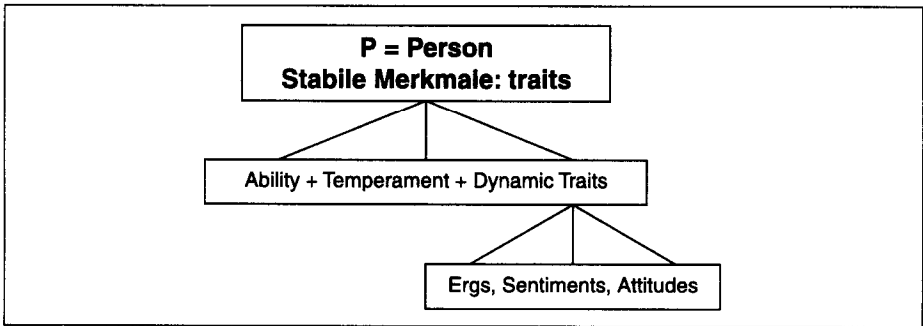 P = Person
Stabile Merkmale: traits
Ability + Temperament + Dynamic Traits
Ergs, Sentiments, Attitudes